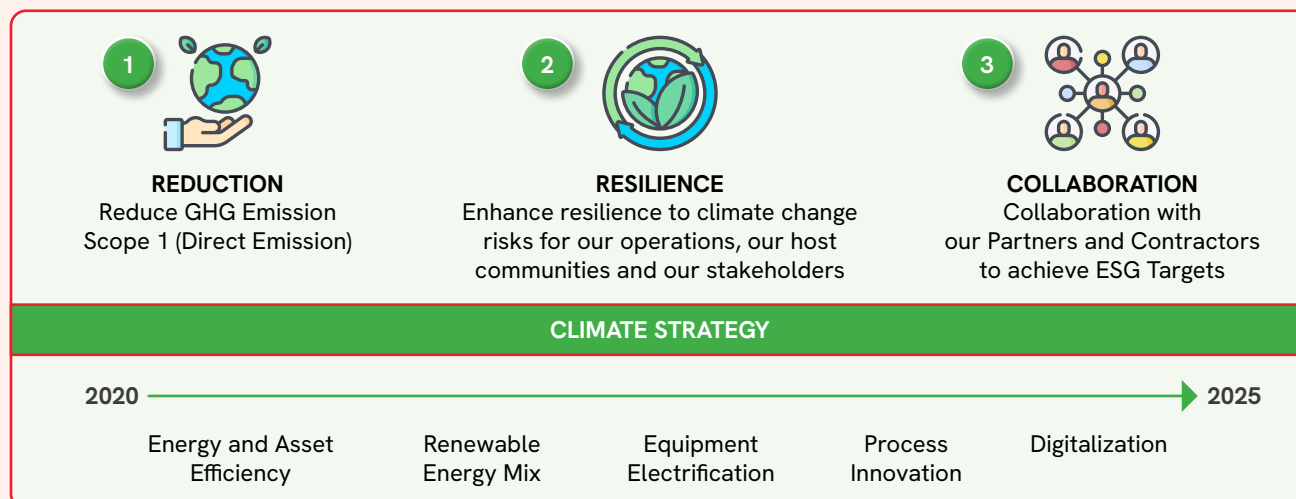 1
REDUCTION
Reduce GHG Emission
Scope 1 (Direct Emission)
2
RESILIENCE
Enhance resilience to climate change
risks for our operations, our host
communities and our stakeholders
3
COLLABORATION
Collaboration with
our Partners and Contractors
to achieve ESG Targets
CLIMATE STRATEGY
2020
2025
Energy and Asset
Efficiency
Renewable
Energy Mix
Equipment
Electrification
Process
Innovation
Digitalization